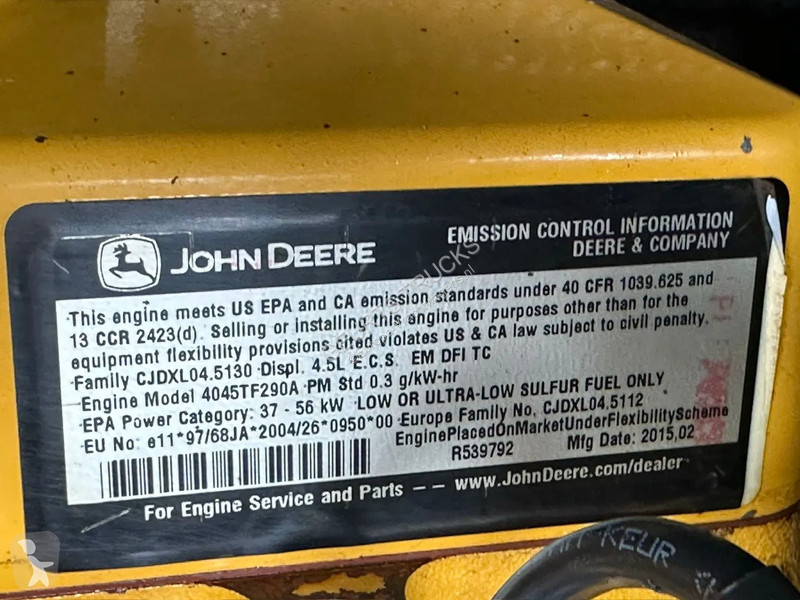 JOHN DEERE
EMISSION CONTROL INFORMATION
DEERE & COMPANY
This engine meets US EPA and CA emission standards under 40 CFR 1039.625 and
13 CCR 2423(d). Selling or installing this engine for purposes other than for the
equipment flexibility provisions cited violates US & CA law subject to civil penalty.
Family CJDXL04.5130 Displ. 4.5L E.C.S. EM DFI TC
Engine Model 4045TF290A PM Std 0.3 g/kW-hr
EPA Power Category: 37 - 56 kW LOW OR ULTRA-LOW SULFUR FUEL ONLY
EU No: e11*97/68JA*2004/26*0950*00 Europe Family No. CJDXL04.5112
EnginePlacedOnMarketUnderFlexibilityScheme
R539792 Mfg Date: 2015,02
For Engine Service and Parts -- www.JohnDeere.com/dealer
TRUCKS
KEUR